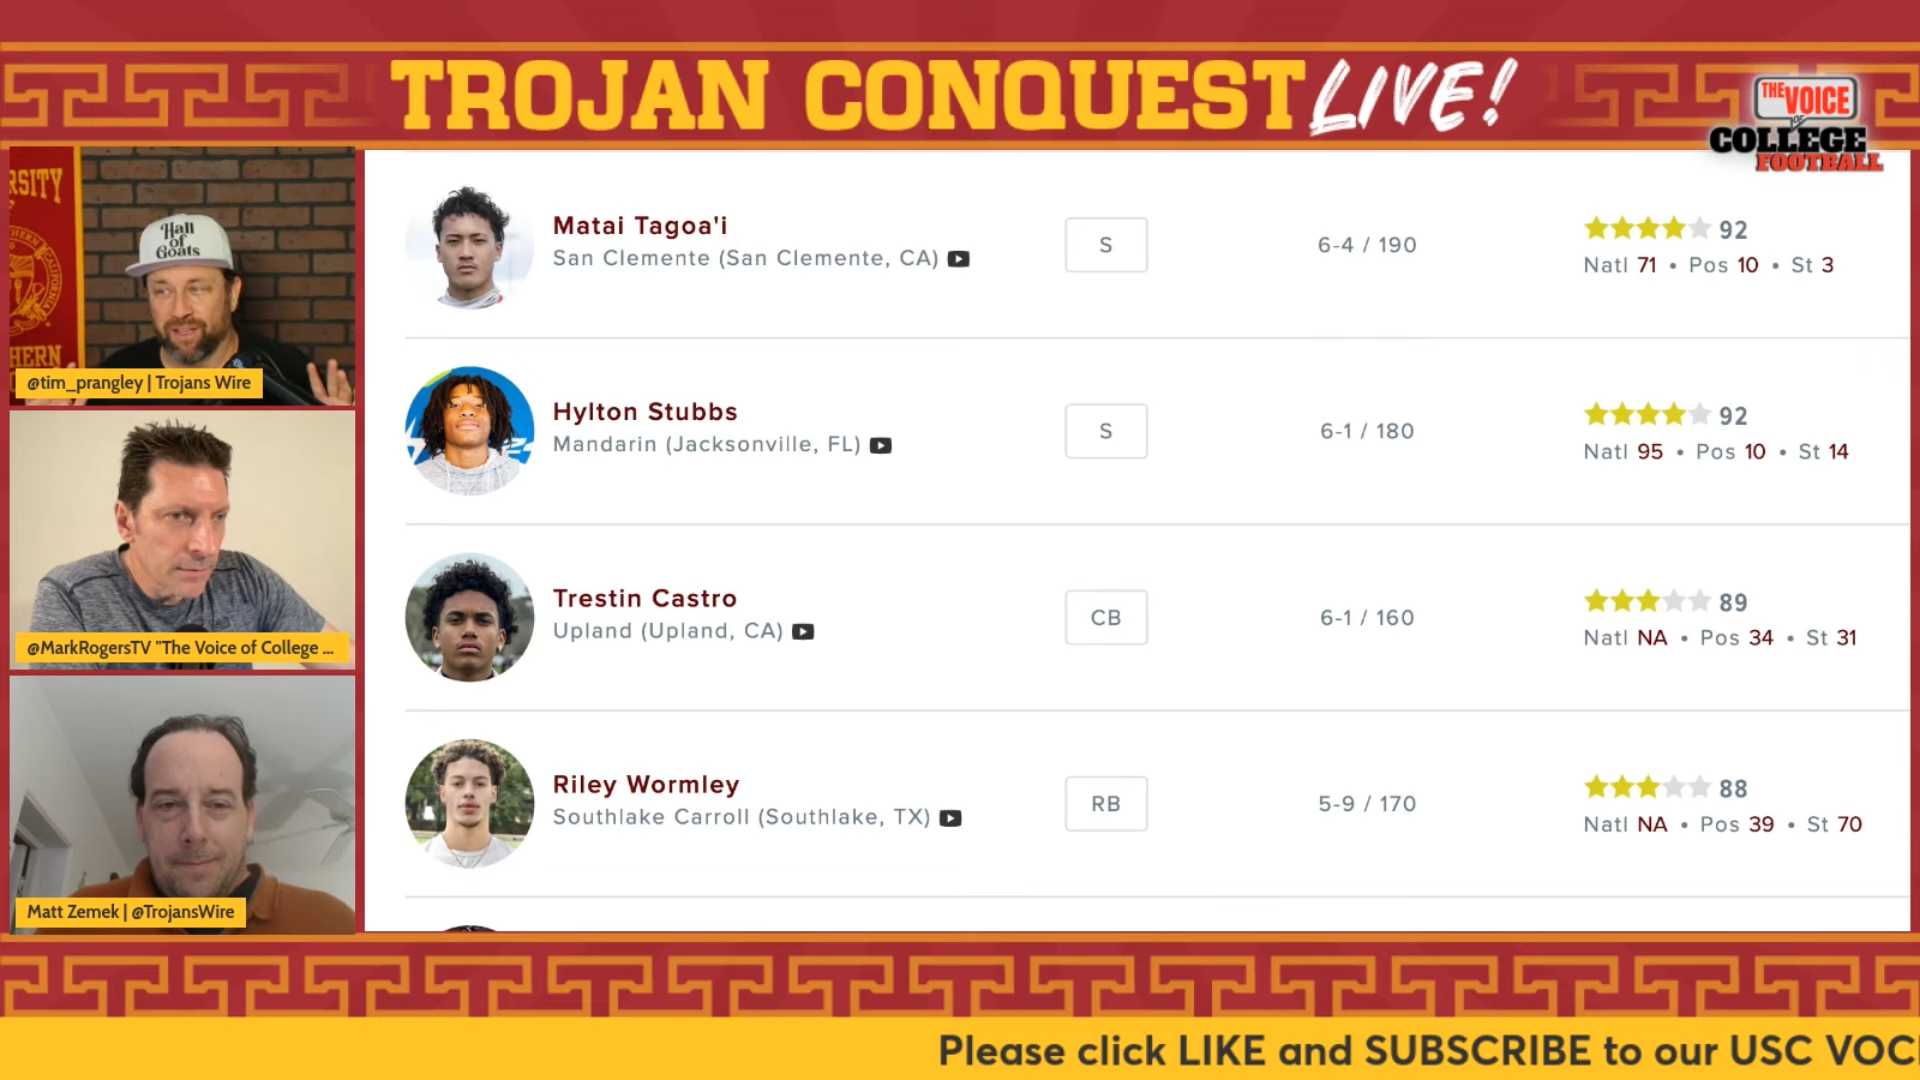 TROJAN CONQUEST LIVE!
THE VOICE
OF
COLLEGE
FOOTBALL
Hall
of
Goats
@tim_prangley | Trojans Wire
@MarkRogersTV "The Voice of College ...
Matt Zemek | @TrojansWire
Matai Tagoa'i
San Clemente (San Clemente, CA)
S
6-4 / 190
92
Natl 71 • Pos 10 • St 3
Hylton Stubbs
Mandarin (Jacksonville, FL)
S
6-1 / 180
92
Natl 95 • Pos 10 • St 14
Trestin Castro
Upland (Upland, CA)
CB
6-1 / 160
89
Natl NA • Pos 34 • St 31
Riley Wormley
Southlake Carroll (Southlake, TX)
RB
5-9 / 170
88
Natl NA • Pos 39 • St 70
Please click LIKE and SUBSCRIBE to our USC VOC